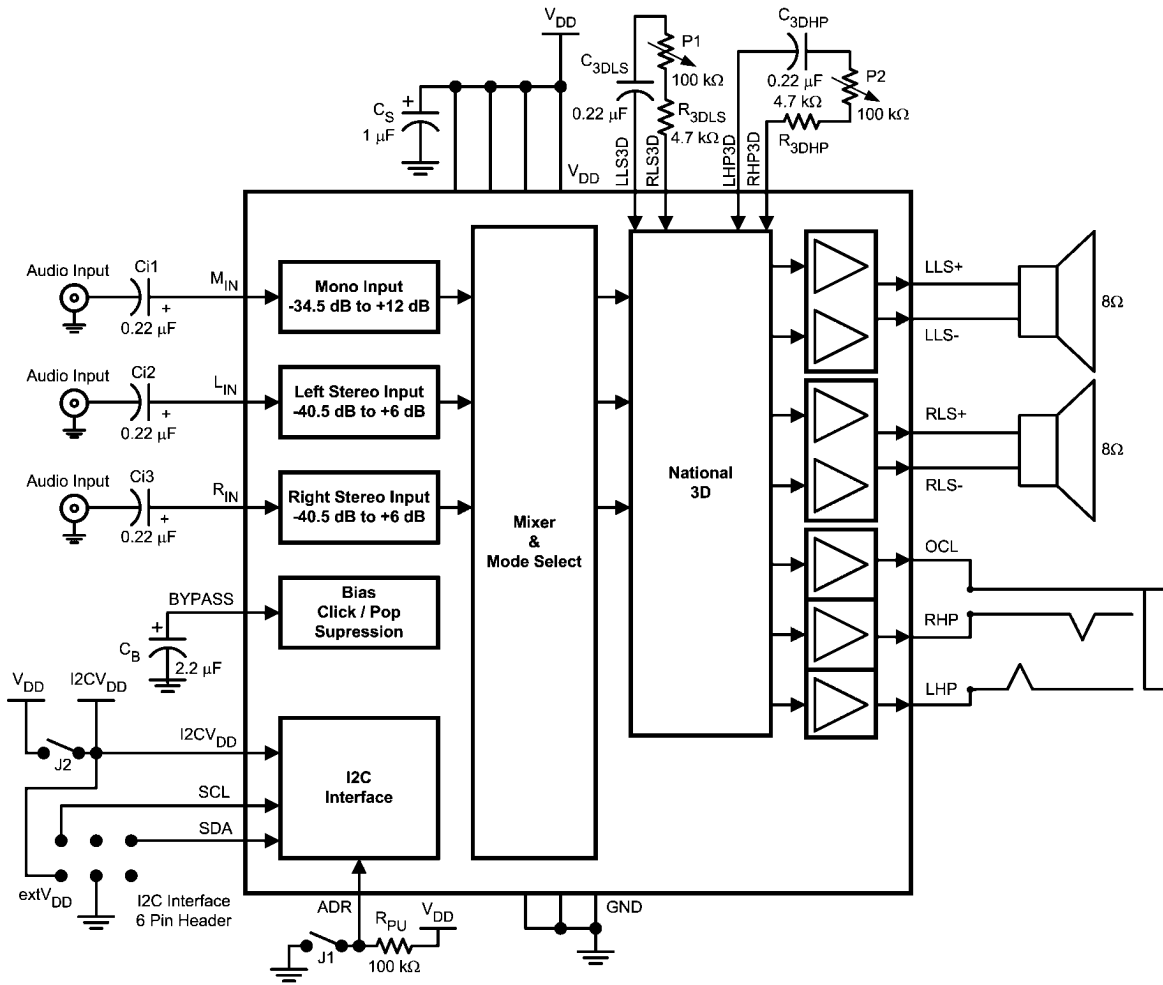 VDD
CS
1 µF
+
VDD
C3DLS
0.22 µF
P1
100 kΩ
R3DLS
4.7 kΩ
C3DHP
0.22 µF
4.7 kΩ
P2
100 kΩ
R3DHP
LLS3D
RLS3D
LHP3D
RHP3D
Audio Input
Ci1
+
0.22 µF
MIN
Mono Input
-34.5 dB to +12 dB
Audio Input
Ci2
+
0.22 µF
LIN
Left Stereo Input
-40.5 dB to +6 dB
Audio Input
Ci3
+
0.22 µF
RIN
Right Stereo Input
-40.5 dB to +6 dB
BYPASS
+
CB
2.2 µF
Bias
Click / Pop
Supression
Mixer
&
Mode Select
National
3D
LLS+
LLS-
8Ω
RLS+
RLS-
8Ω
OCL
RHP
LHP
VDD
I2CVDD
J2
I2CVDD
SCL
SDA
I2C
Interface
extVDD
I2C Interface
6 Pin Header
ADR
J1
RPU
100 kΩ
VDD
GND